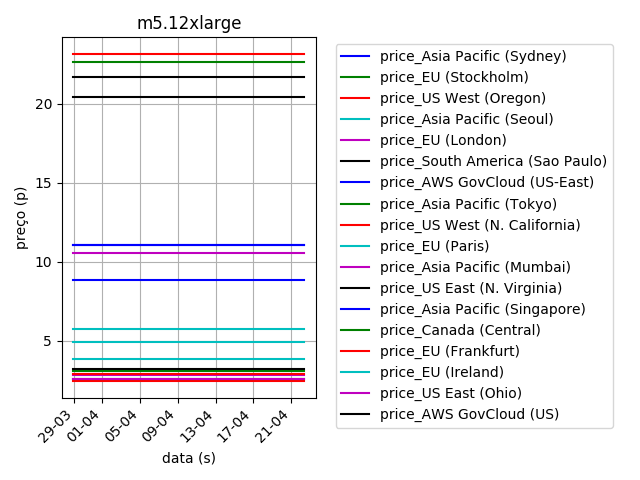 m5.12xlarge
preço (p)
20
15
10
5
29-03
01-04
05-04
09-04
13-04
17-04
21-04
data (s)
price_Asia Pacific (Sydney)
price_EU (Stockholm)
price_US West (Oregon)
price_Asia Pacific (Seoul)
price_EU (London)
price_South America (Sao Paulo)
price_AWS GovCloud (US-East)
price_Asia Pacific (Tokyo)
price_US West (N. California)
price_EU (Paris)
price_Asia Pacific (Mumbai)
price_US East (N. Virginia)
price_Asia Pacific (Singapore)
price_Canada (Central)
price_EU (Frankfurt)
price_EU (Ireland)
price_US East (Ohio)
price_AWS GovCloud (US)